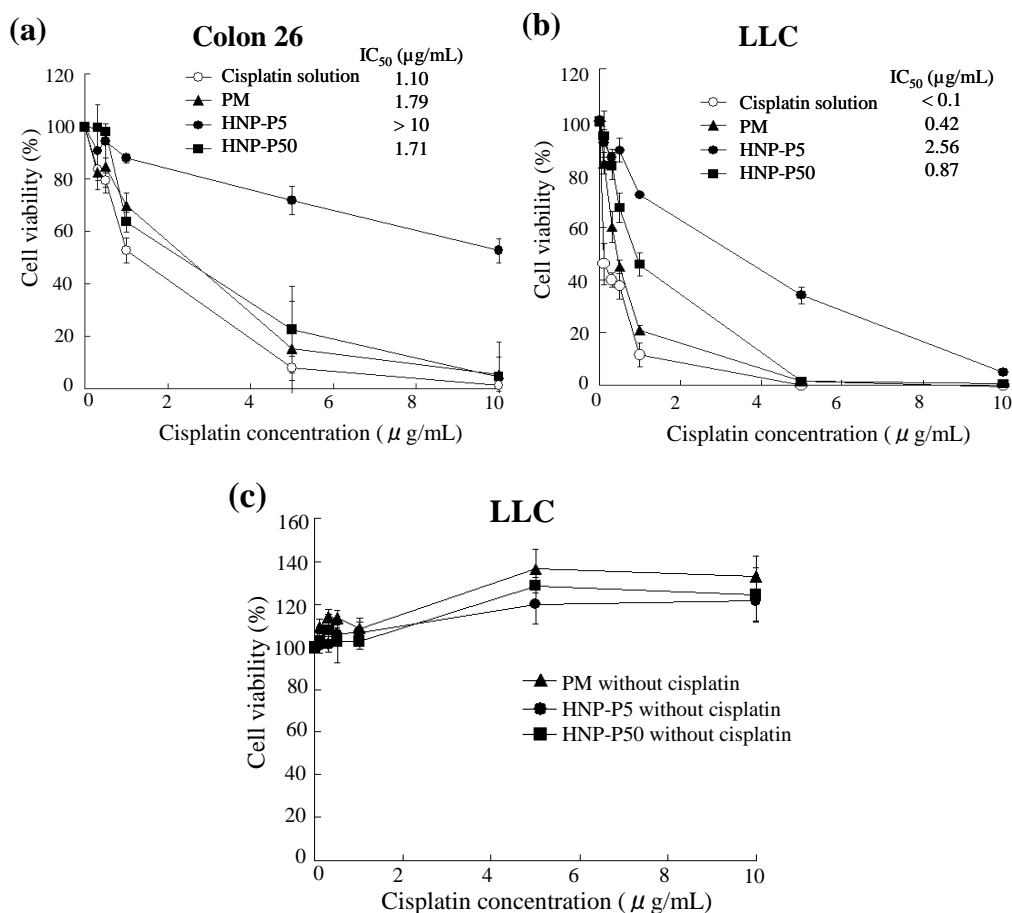 (a)
Colon 26
IC50 (μg/mL)
Cisplatin solution 1.10
PM 1.79
HNP-P5 > 10
HNP-P50 1.71
120
100
80
60
40
20
0
Cell viability (%)
0 2 4 6 8 10
Cisplatin concentration ( μ g/mL)
(b)
LLC
IC50 (μg/mL)
Cisplatin solution < 0.1
PM 0.42
HNP-P5 2.56
HNP-P50 0.87
120
100
80
60
40
20
0
Cell viability (%)
0 2 4 6 8 10
Cisplatin concentration ( μ g/mL)
(c)
LLC
160
140
120
100
80
60
40
20
0
Cell viability (%)
PM without cisplatin
HNP-P5 without cisplatin
HNP-P50 without cisplatin
0 2 4 6 8 10
Cisplatin concentration ( μ g/mL)